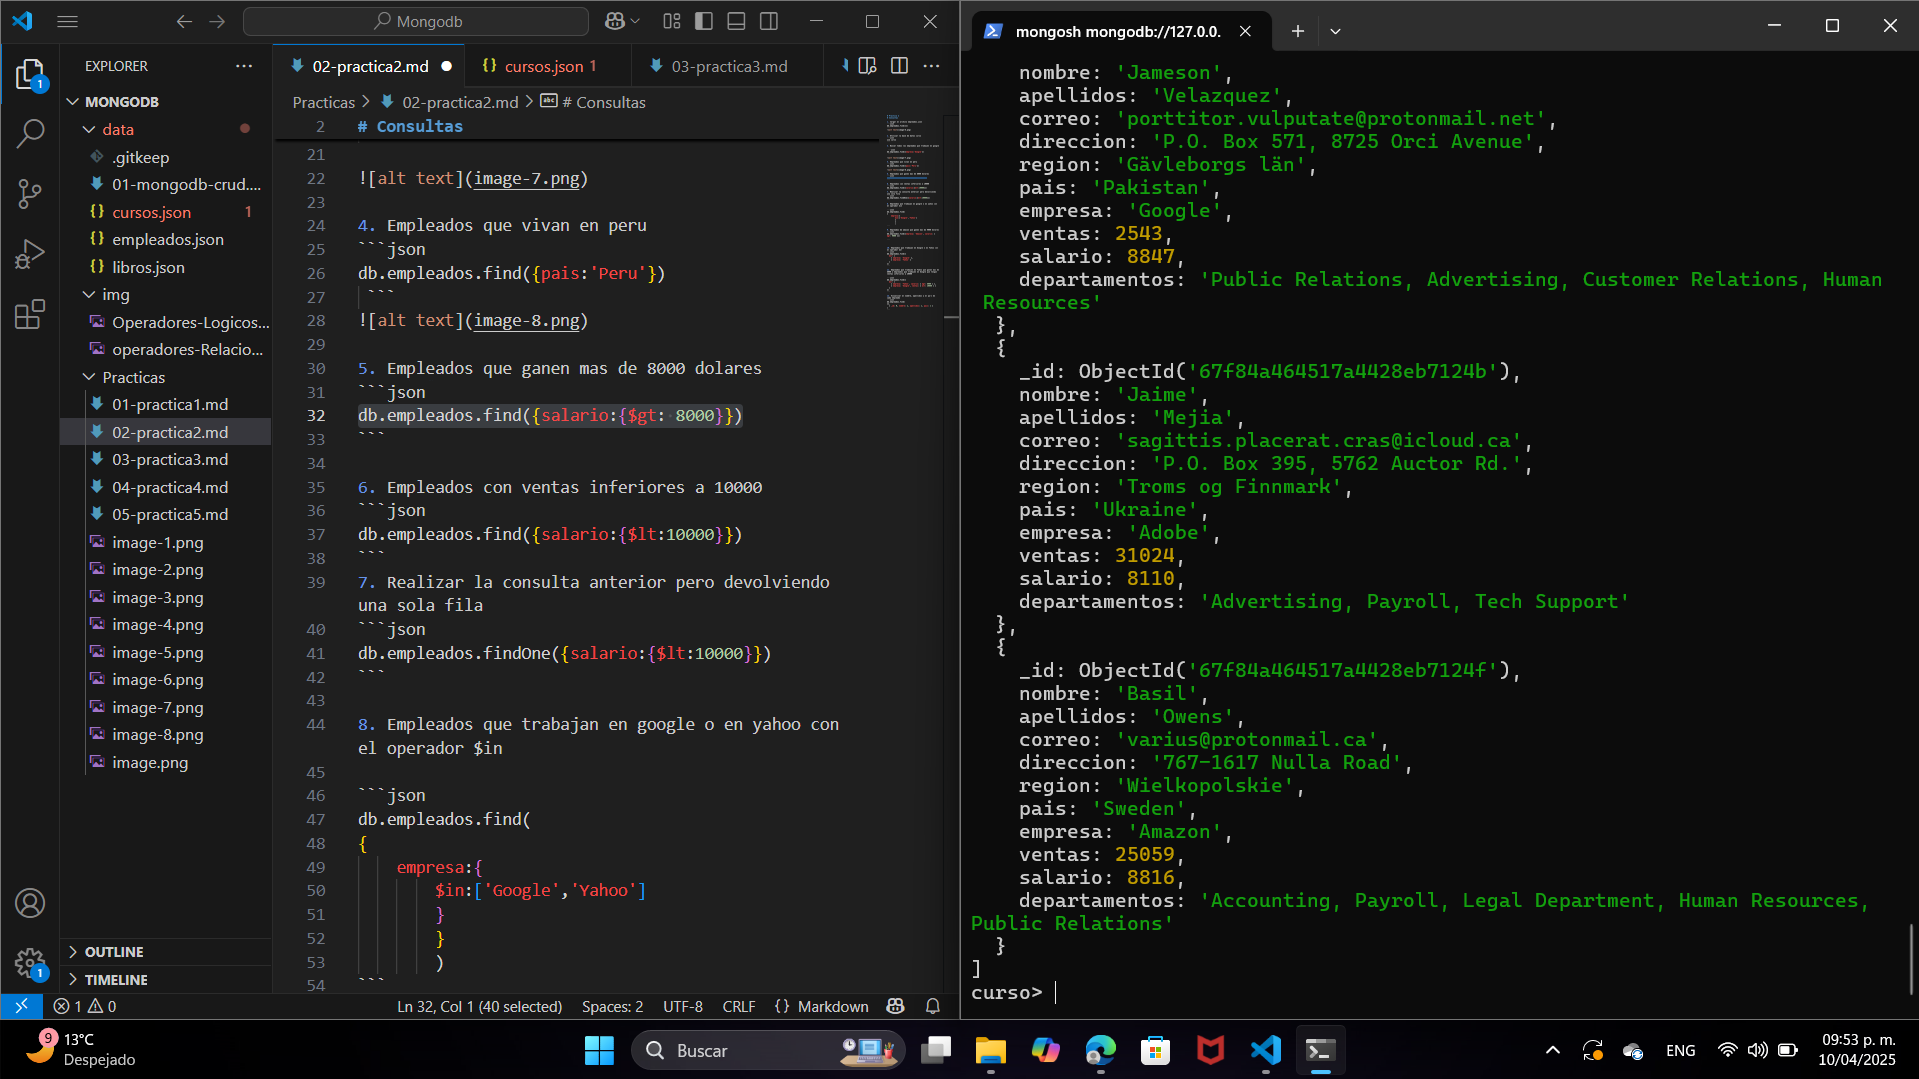 Mongodb
EXPLORER
MONGODB
data
.gitkeep
01-mongodb-crud....
cursos.json 1
empleados.json
libros.json
img
Operadores-Logicos...
operadores-Relacio...
Practicas
01-practica1.md
02-practica2.md
03-practica3.md
04-practica4.md
05-practica5.md
image-1.png
image-2.png
image-3.png
image-4.png
image-5.png
image-6.png
image-7.png
image-8.png
image.png
OUTLINE
TIMELINE
1
1
02-practica2.md
cursos.json 1
03-practica3.md
Practicas > 02-practica2.md > # Consultas
2 # Consultas
21
22 ![alt text](image-7.png)
23
24 4. Empleados que vivan en peru
25 ```json
26 db.empleados.find({pais:'Peru'})
27 ```
28 ![alt text](image-8.png)
29
30 5. Empleados que ganen mas de 8000 dolares
31 ```json
32 db.empleados.find({salario:{$gt: 8000}})
33 ```
34
35 6. Empleados con ventas inferiores a 10000
36 ```json
37 db.empleados.find({salario:{$lt:10000}})
38 ```
39 7. Realizar la consulta anterior pero devolviendo
una sola fila
40 ```json
41 db.empleados.findOne({salario:{$lt:10000}})
42 ```
43
44 8. Empleados que trabajan en google o en yahoo con
el operador $in
45
46 ```json
47 db.empleados.find(
48 {
49 empresa:{
50 $in:['Google','Yahoo']
51 }
52 }
53 )
54 ```
1 0
Ln 32, Col 1 (40 selected)
Spaces: 2
UTF-8
CRLF
{ } Markdown
mongosh mongodb://127.0.0.
nombre: 'Jameson',
apellidos: 'Velazquez',
correo: 'porttitor.vulputate@protonmail.net',
direccion: 'P.O. Box 571, 8725 Orci Avenue',
region: 'Gävleborgs län',
pais: 'Pakistan',
empresa: 'Google',
ventas: 2543,
salario: 8847,
departamentos: 'Public Relations, Advertising, Customer Relations, Human
Resources'
},
{
_id: ObjectId('67f84a464517a4428eb7124b'),
nombre: 'Jaime',
apellidos: 'Mejia',
correo: 'sagittis.placerat.cras@icloud.ca',
direccion: 'P.O. Box 395, 5762 Auctor Rd.',
region: 'Troms og Finnmark',
pais: 'Ukraine',
empresa: 'Adobe',
ventas: 31024,
salario: 8110,
departamentos: 'Advertising, Payroll, Tech Support'
},
{
_id: ObjectId('67f84a464517a4428eb7124f'),
nombre: 'Basil',
apellidos: 'Owens',
correo: 'varius@protonmail.ca',
direccion: '767-1617 Nulla Road',
region: 'Wielkopolskie',
pais: 'Sweden',
empresa: 'Amazon',
ventas: 25059,
salario: 8816,
departamentos: 'Accounting, Payroll, Legal Department, Human Resources,
Public Relations'
}
]
curso>
9
13°C
Despejado
Buscar
ENG
09:53 p. m.
10/04/2025